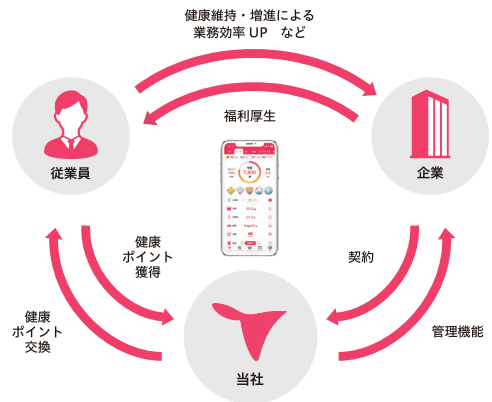 健康維持・増進による
業務効率 UP など
福利厚生
従業員
企業
7,000
健康
ポイント
獲得
契約
健康
ポイント
交換
管理機能
当社